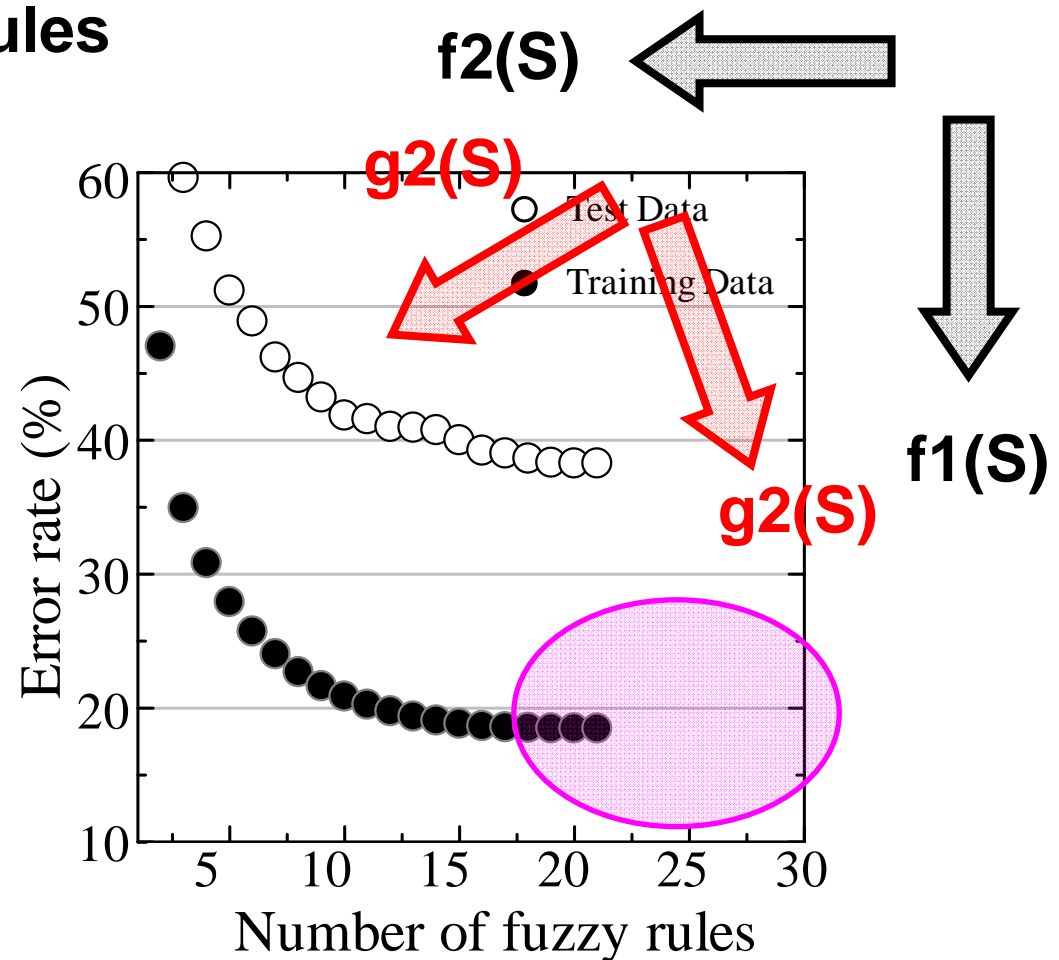 ules
f2(S)
g2(S)
Test Data
Training Data
f1(S)
g2(S)
Error rate (%)
60
50
40
30
20
10
5 10 15 20 25 30
Number of fuzzy rules